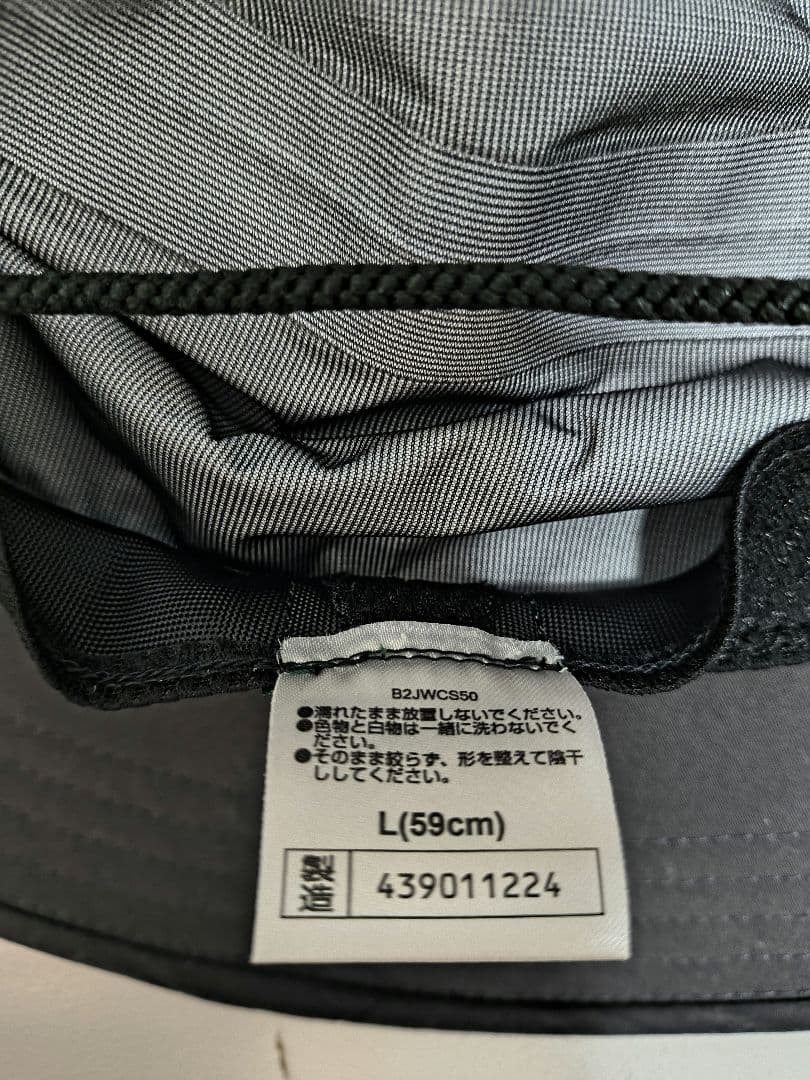 B2JWCS50
●濡れたまま放置しないでください。
●色物と白物は一緒に洗わないでく
ださい。
●そのまま絞らず、形を整えて陰干
ししてください。
L(59cm)
製造 439011224